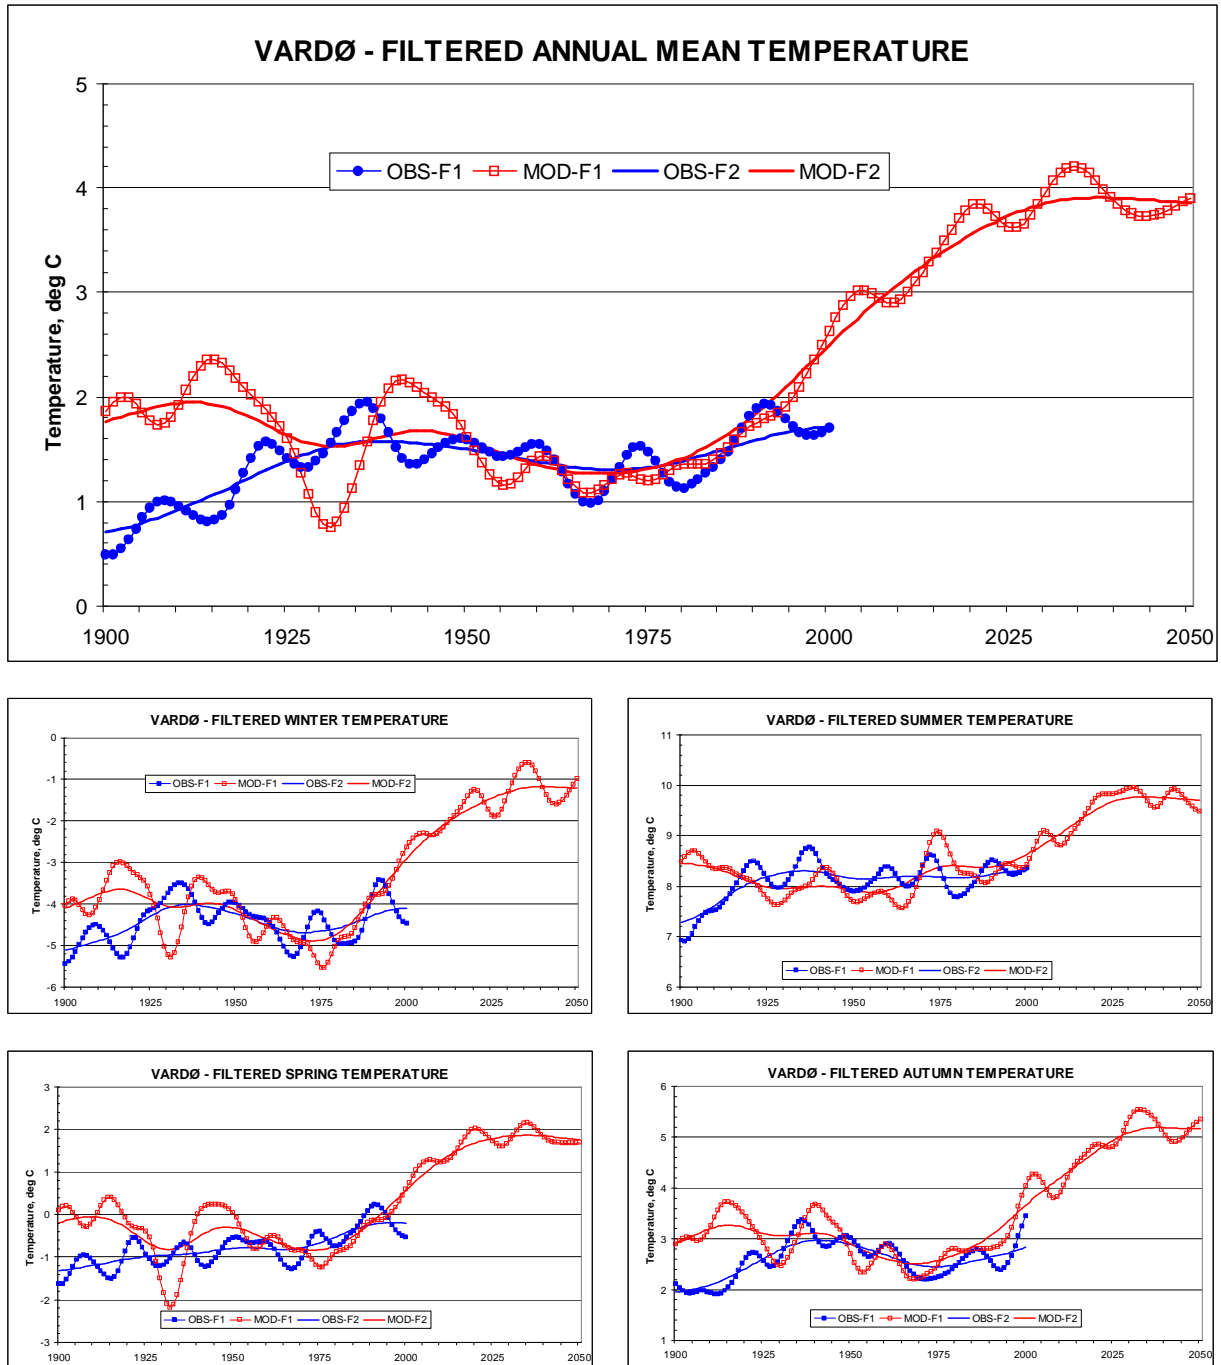 VARDØ - FILTERED ANNUAL MEAN TEMPERATURE
5
4
3
2
1
0
Temperature, deg C
OBS-F1 MOD-F1 OBS-F2 MOD-F2
1900 1925 1950 1975 2000 2025 2050
VARDØ - FILTERED WINTER TEMPERATURE
0
-1
-2
-3
-4
-5
-6
Temperature, deg C
OBS-F1 MOD-F1 OBS-F2 MOD-F2
1900 1925 1950 1975 2000 2025 2050
VARDØ - FILTERED SUMMER TEMPERATURE
11
10
9
8
7
6
Temperature, deg C
OBS-F1 MOD-F1 OBS-F2 MOD-F2
1900 1925 1950 1975 2000 2025 2050
VARDØ - FILTERED SPRING TEMPERATURE
3
2
1
0
-1
-2
-3
Temperature, deg C
OBS-F1 MOD-F1 OBS-F2 MOD-F2
1900 1925 1950 1975 2000 2025 2050
VARDØ - FILTERED AUTUMN TEMPERATURE
6
5
4
3
2
1
Temperature, deg C
OBS-F1 MOD-F1 OBS-F2 MOD-F2
1900 1925 1950 1975 2000 2025 2050